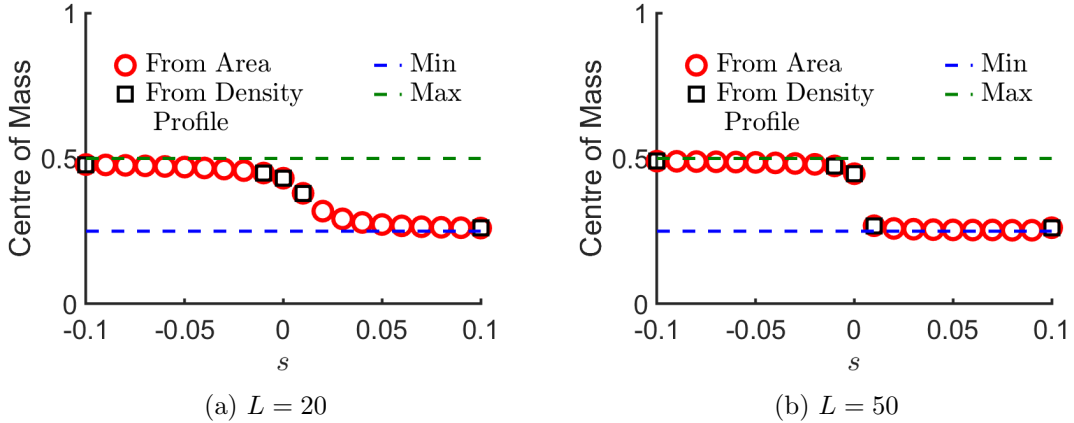 1
From Area
Min
From Density
Max
Profile
0.5
0
-0.1
-0.05
0
0.05
0.1
Centre of Mass
s
(a) L = 20
1
From Area
Min
From Density
Max
Profile
0.5
0
-0.1
-0.05
0
0.05
0.1
Centre of Mass
s
(b) L = 50